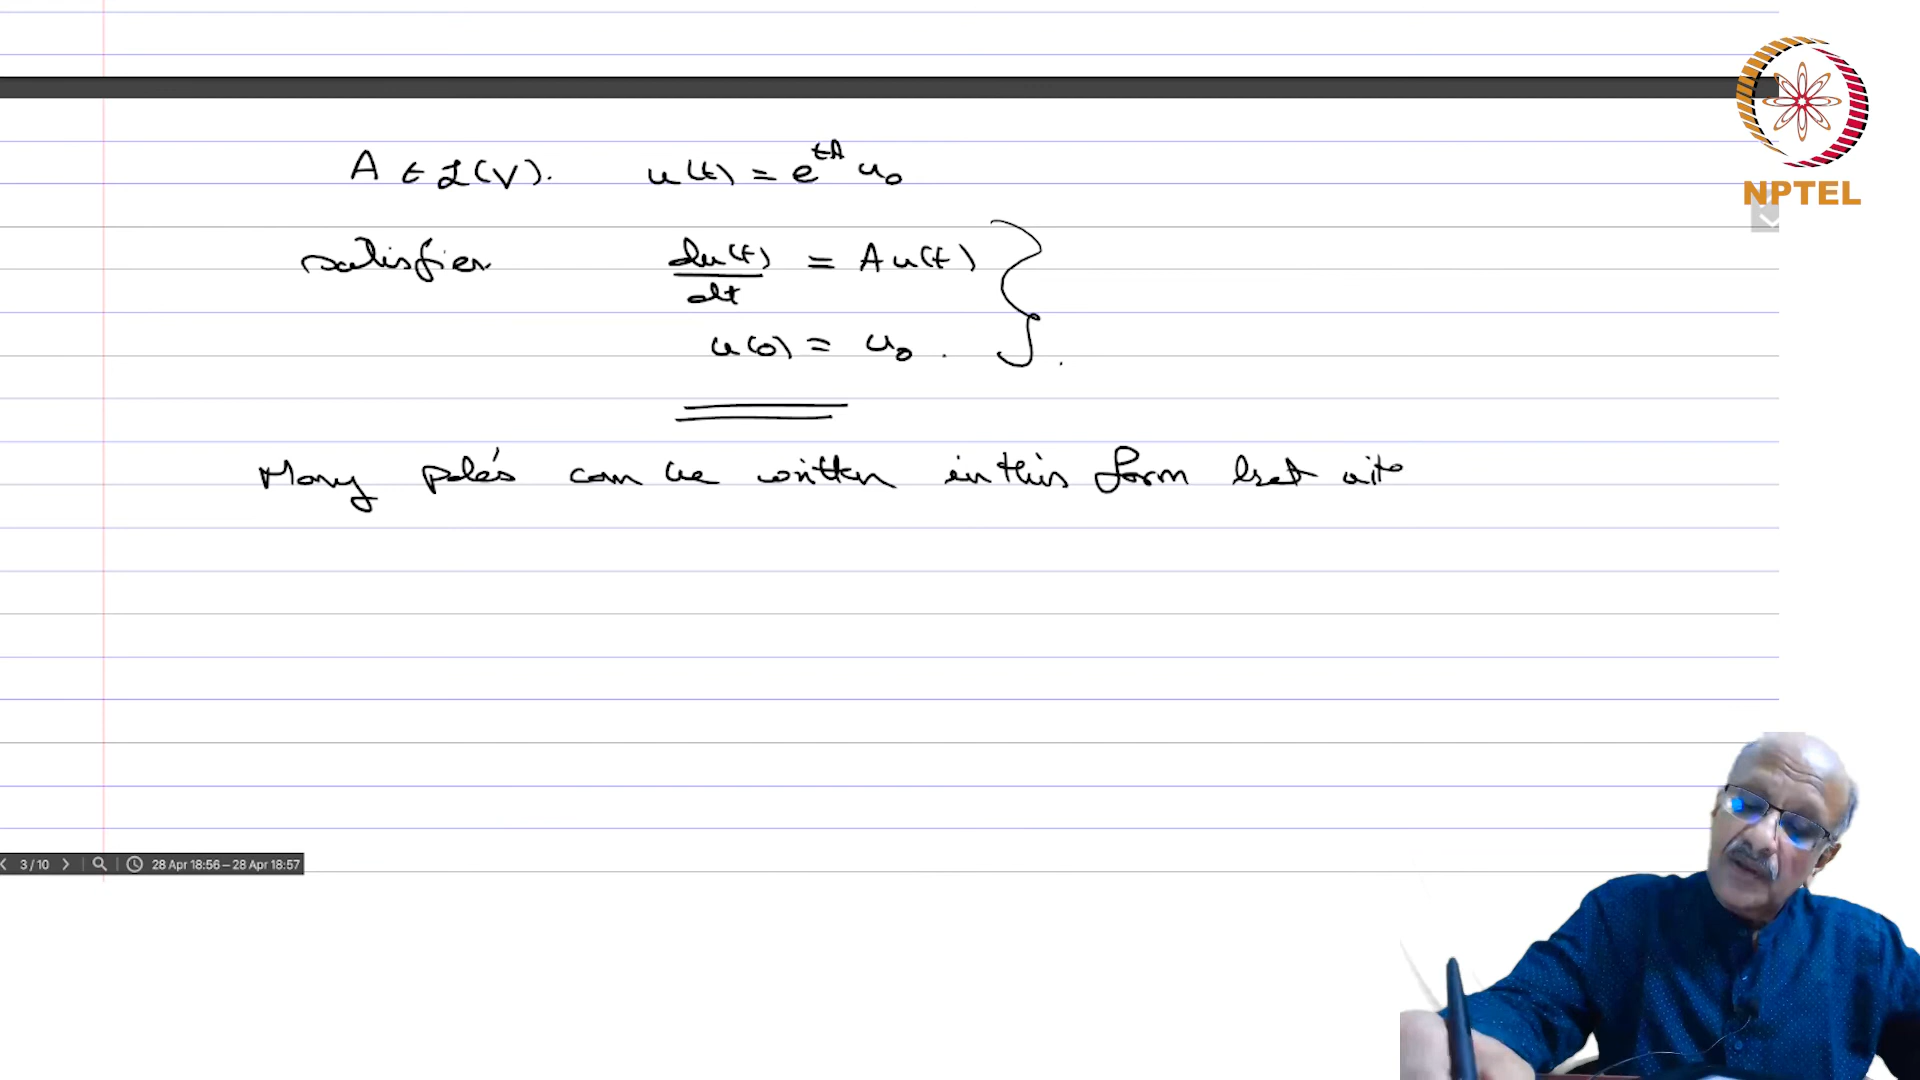 A ∈ ℒ(V). u(t) = e^{tA} u₀
NPTEL
satisfies du(t)/dt = A u(t)
u(0) = u₀ .
Many pde's can be written in this form but
3/10 28 Apr 18:56 – 28 Apr 18:57